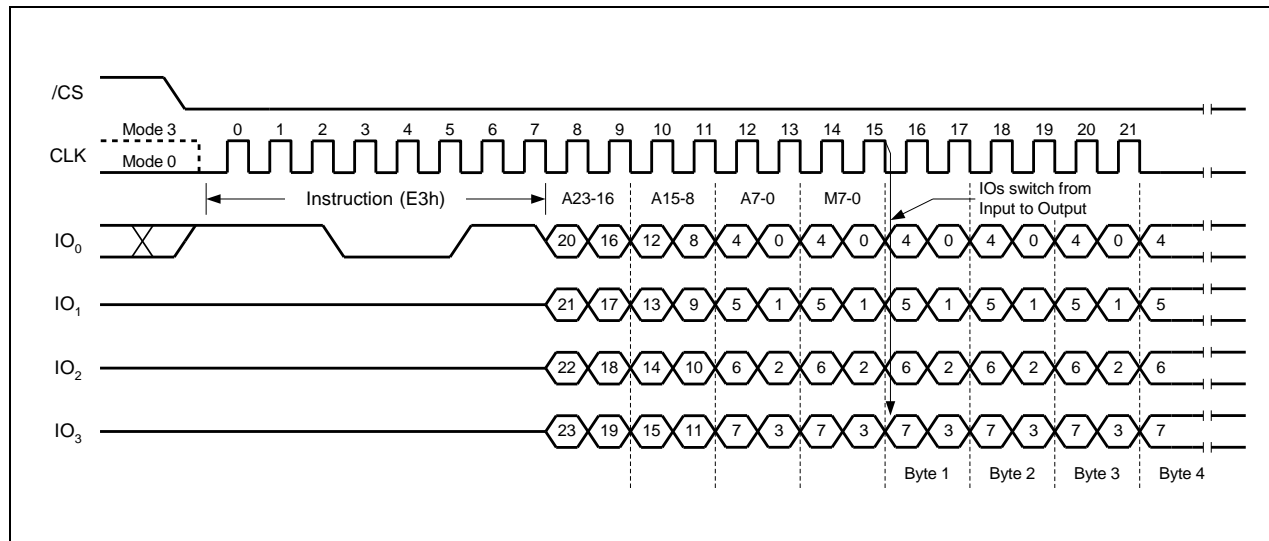 /CS
Mode 3
0 1 2 3 4 5 6 7 8 9 10 11 12 13 14 15 16 17 18 19 20 21
CLK
Mode 0
Instruction (E3h) A23-16 A15-8 A7-0 M7-0
IOs switch from
Input to Output
IO0 20 16 12 8 4 0 4 0 4 0 4 0 4 0 4
IO1 21 17 13 9 5 1 5 1 5 1 5 1 5 1 5
IO2 22 18 14 10 6 2 6 2 6 2 6 2 6 2 6
IO3 23 19 15 11 7 3 7 3 7 3 7 3 7 3 7
Byte 1 Byte 2 Byte 3 Byte 4